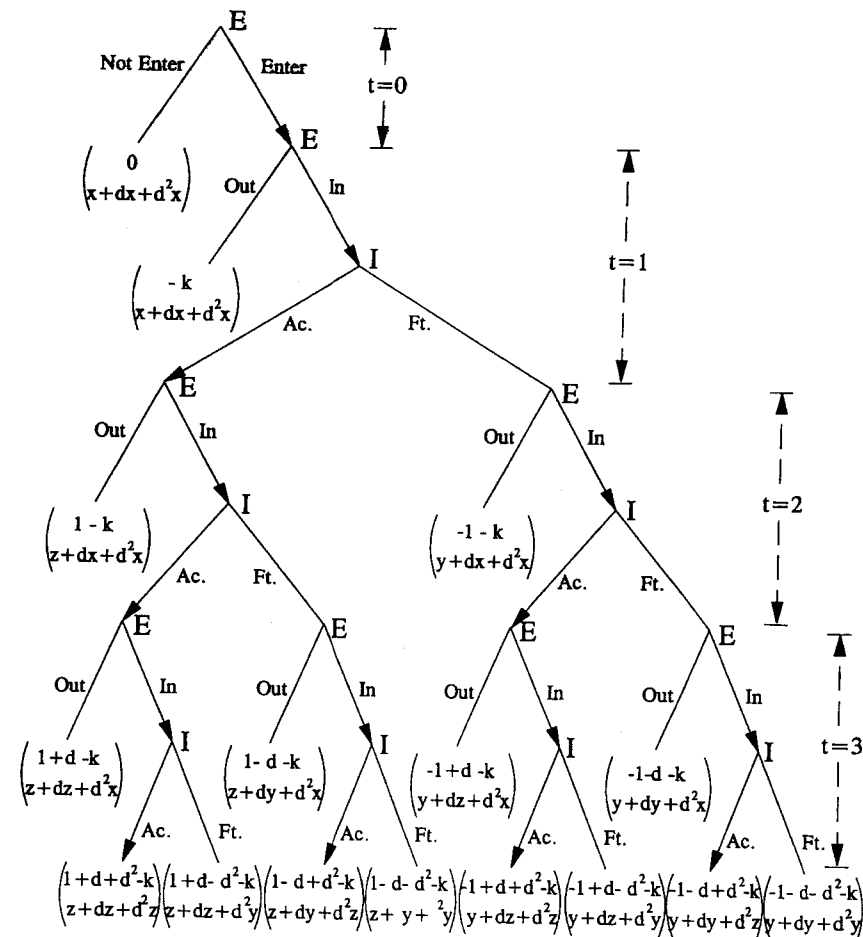 E
Not Enter Enter
t=0
E
0
x+dx+d²x
Out In
I
t=1
- k
x+dx+d²x
Ac. Ft.
E E
Out In Out In
I I
t=2
1 - k -1 - k
z+dx+d²x y+dx+d²x
Ac. Ft. Ac. Ft.
E E E E
Out In Out In Out In Out In
I I I I
t=3
1+d -k 1- d -k -1+d -k -1-d -k
z+dz+d²x z+dy+d²x y+dz+d²x y+dy+d²x
Ac. Ft. Ac. Ft. Ac. Ft. Ac. Ft.
1+d+d²-k 1+d- d²-k 1- d+d²-k 1- d- d²-k -1+d+d²-k -1+d- d²-k -1- d+d²-k -1- d- d²-k
z+dz+d²z z+dz+d²y z+dy+d²z z+ y+ ²y y+dz+d²z y+dz+d²y y+dy+d²z y+dy+d²y